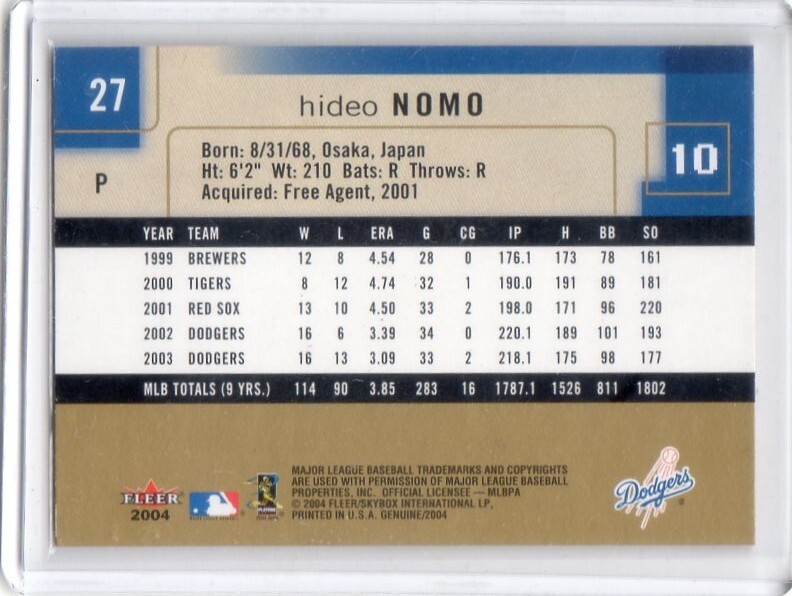 27
hideo NOMO
Born: 8/31/68, Osaka, Japan
Ht: 6'2" Wt: 210 Bats: R Throws: R
Acquired: Free Agent, 2001
P
10
YEAR TEAM W L ERA G CG IP H BB SO
1999 BREWERS 12 8 4.54 28 0 176.1 173 78 161
2000 TIGERS 8 12 4.74 32 1 190.0 191 89 181
2001 RED SOX 13 10 4.50 33 2 198.0 171 96 220
2002 DODGERS 16 6 3.39 34 0 220.1 189 101 193
2003 DODGERS 16 13 3.09 33 2 218.1 175 98 177
MLB TOTALS (9 YRS.) 114 90 3.85 283 16 1787.1 1526 811 1802
MAJOR LEAGUE BASEBALL TRADEMARKS AND COPYRIGHTS
ARE USED WITH PERMISSION OF MAJOR LEAGUE BASEBALL
PROPERTIES, INC. OFFICIAL LICENSEE — MLBPA
© 2004 FLEER/SKYBOX INTERNATIONAL LP,
PRINTED IN U.S.A. GENUINE/2004
FLEER
2004
Dodgers